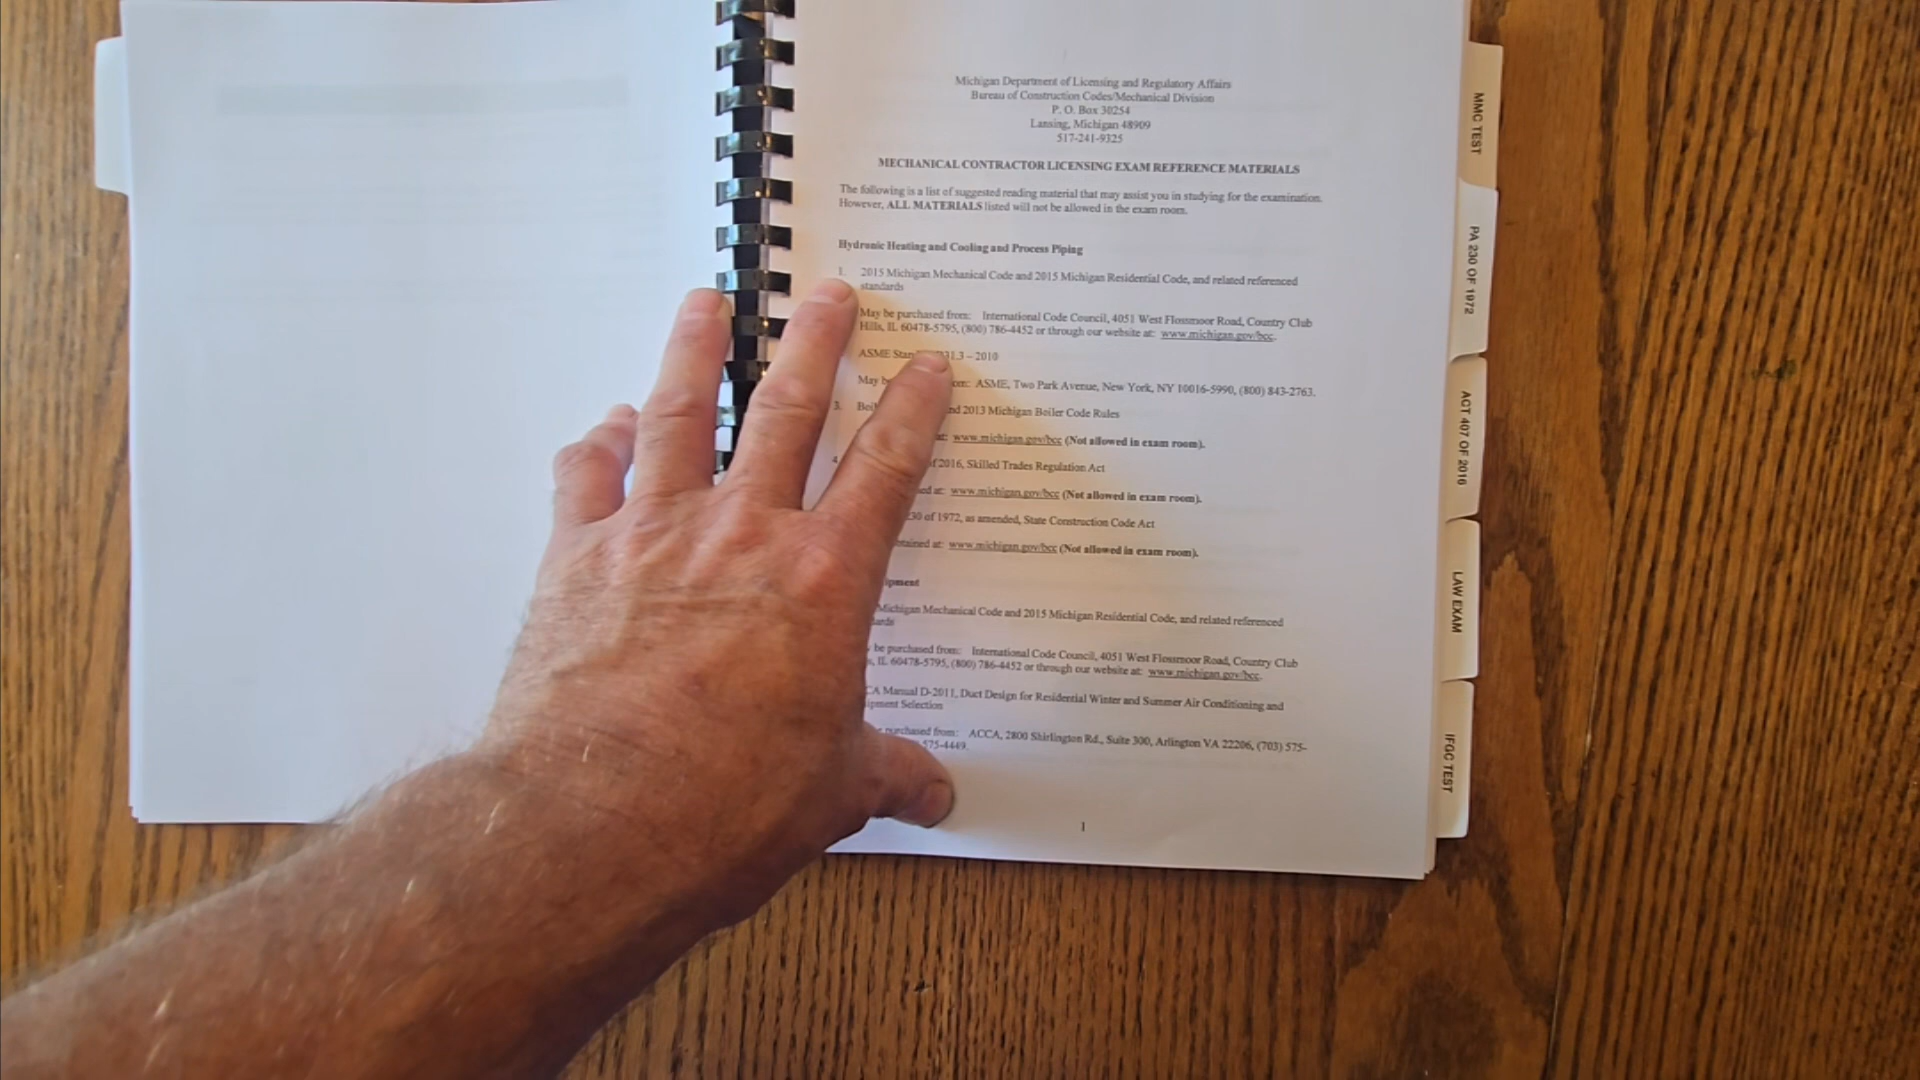 Michigan Department of Licensing and Regulatory Affairs
Bureau of Construction Codes/Mechanical Division
P. O. Box 30254
Lansing, Michigan 48909
517-241-9325
MECHANICAL CONTRACTOR LICENSING EXAM REFERENCE MATERIALS
The following is a list of suggested reading material that may assist you in studying for the examination.
However, ALL MATERIALS listed will not be allowed in the exam room.
Hydronic Heating and Cooling and Process Piping
1. 2015 Michigan Mechanical Code and 2015 Michigan Residential Code, and related referenced
standards
May be purchased from: International Code Council, 4051 West Flossmoor Road, Country Club
Hills, IL 60478-5795, (800) 786-4452 or through our website at: www.michigan.gov/bcc.
ASME 31.3 – 2010
May ASME, Two Park Avenue, New York, NY 10016-5990, (800) 843-2763.
3. nd 2013 Michigan Boiler Code Rules
at: www.michigan.gov/bcc (Not allowed in exam room).
4. of 2016, Skilled Trades Regulation Act
at: www.michigan.gov/bcc (Not allowed in exam room).
230 of 1972, as amended, State Construction Code Act
tained at: www.michigan.gov/bcc (Not allowed in exam room).
ipment
Michigan Mechanical Code and 2015 Michigan Residential Code, and related referenced
ards
be purchased from: International Code Council, 4051 West Flossmoor Road, Country Club
IL 60478-5795, (800) 786-4452 or through our website at: www.michigan.gov/bcc.
CA Manual D-2011, Duct Design for Residential Winter and Summer Air Conditioning and
ipment Selection
purchased from: ACCA, 2800 Shirlington Rd., Suite 300, Arlington VA 22206, (703) 575-
575-4449.
1
MMC TEST
PA 230 OF 1972
ACT 407 OF 2016
LAW EXAM
IFGC TEST